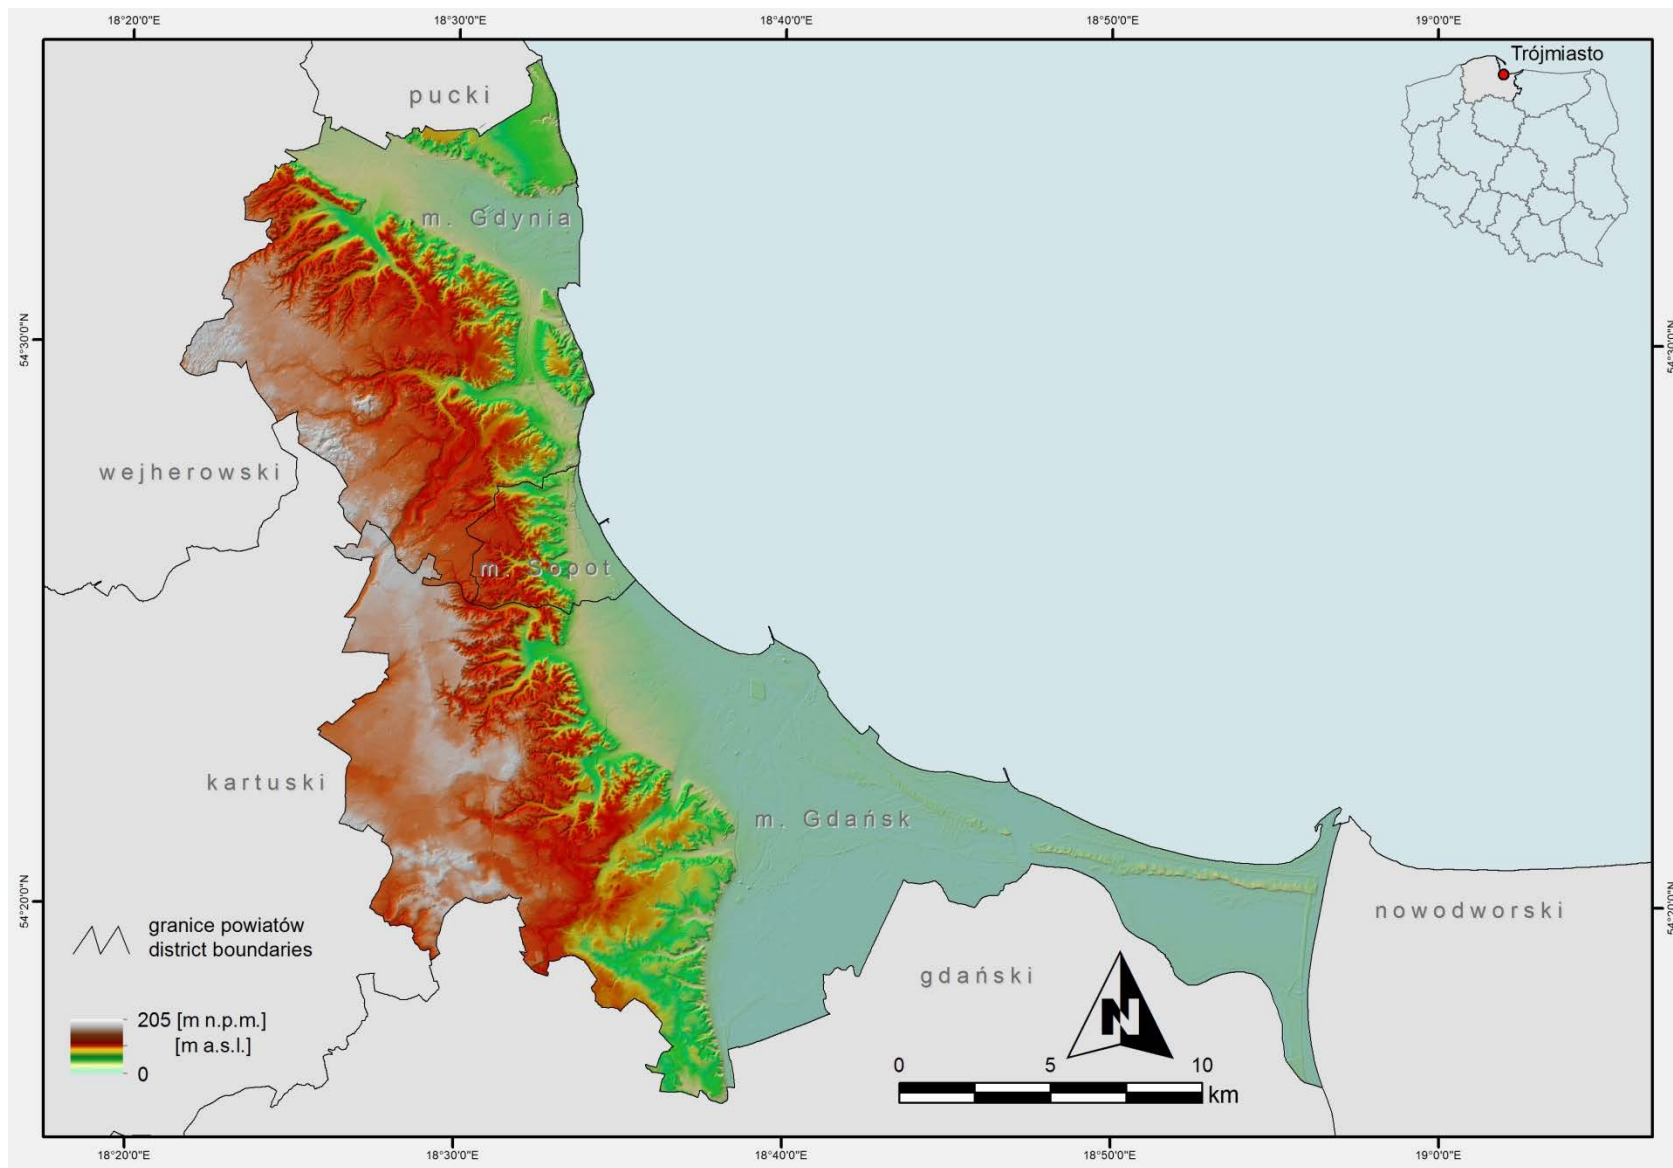 18°20'0"E
18°30'0"E
18°40'0"E
18°50'0"E
19°0'0"E
Trójmiasto
pucki
m. Gdynia
54°30'0"N
54°30'0"N
wejherowski
m. Sopot
kartuski
m. Gdańsk
54°20'0"N
54°20'0"N
nowodworski
granice powiatów
district boundaries
gdański
N
205 [m n.p.m.]
[m a.s.l.]
0
0
5
10
km
18°20'0"E
18°30'0"E
18°40'0"E
18°50'0"E
19°0'0"E